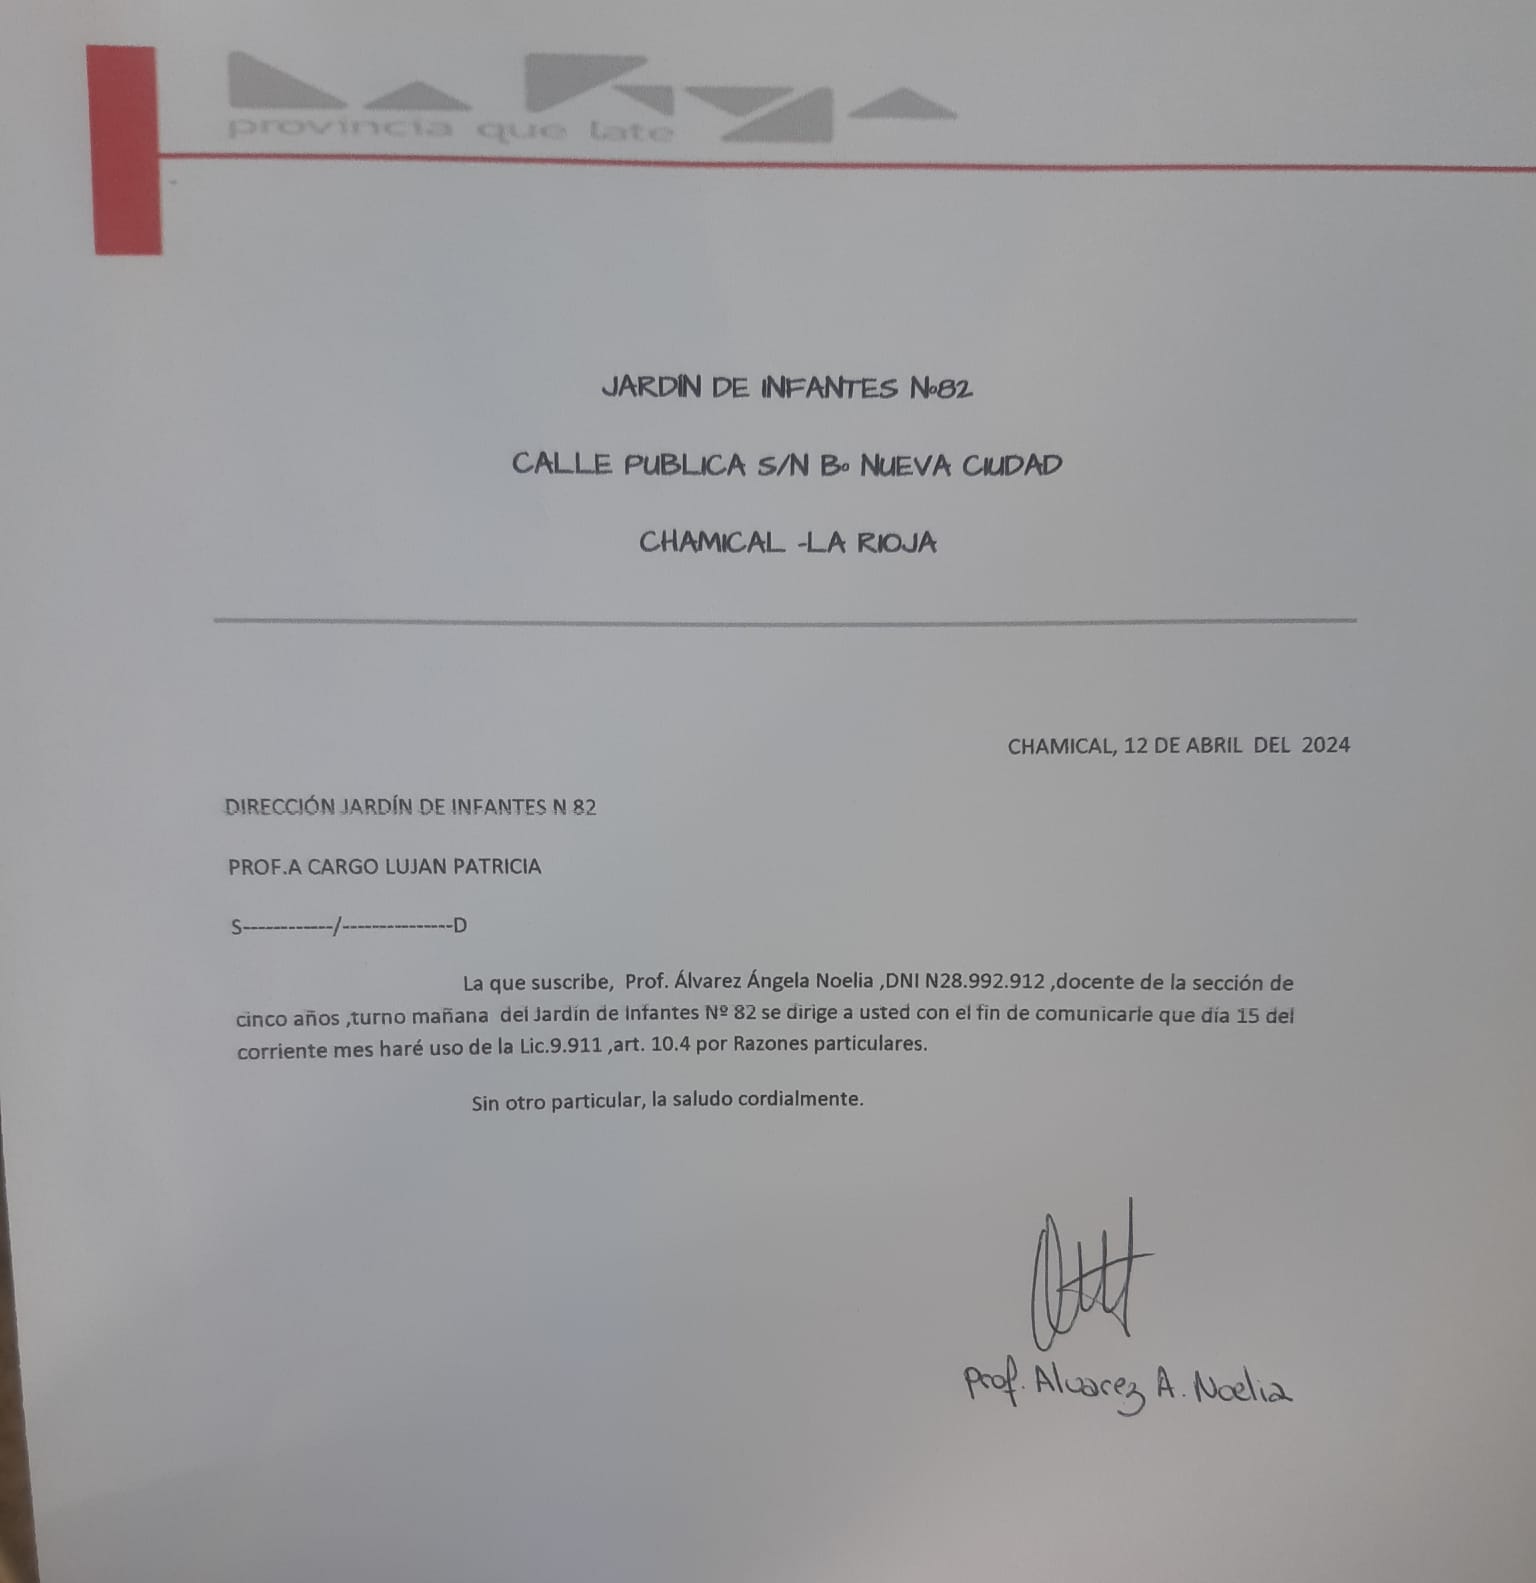 LA RIOJA
provincia que late
JARDÍN DE INFANTES Nº82
CALLE PUBLICA S/N Bº NUEVA CIUDAD
CHAMICAL -LA RIOJA
CHAMICAL, 12 DE ABRIL DEL 2024
DIRECCIÓN JARDÍN DE INFANTES N 82
PROF.A CARGO LUJAN PATRICIA
S------------/---------------D
La que suscribe, Prof. Álvarez Ángela Noelia ,DNI N28.992.912 ,docente de la sección de
cinco años ,turno mañana del Jardín de Infantes Nº 82 se dirige a usted con el fin de comunicarle que día 15 del
corriente mes haré uso de la Lic.9.911 ,art. 10.4 por Razones particulares.
Sin otro particular, la saludo cordialmente.
Prof. Alvarez A. Noelia